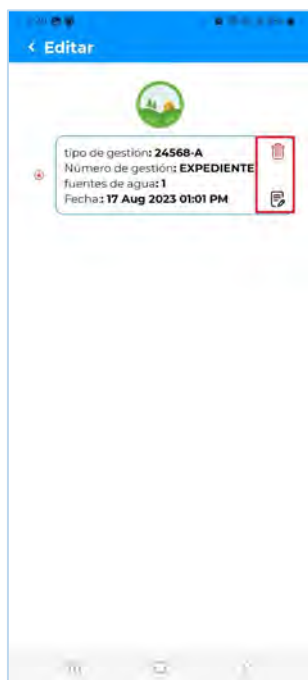 Editar
tipo de gestión: 24568-A
Número de gestión: EXPEDIENTE
fuentes de agua: 1
Fecha: 17 Aug 2023 01:01 PM